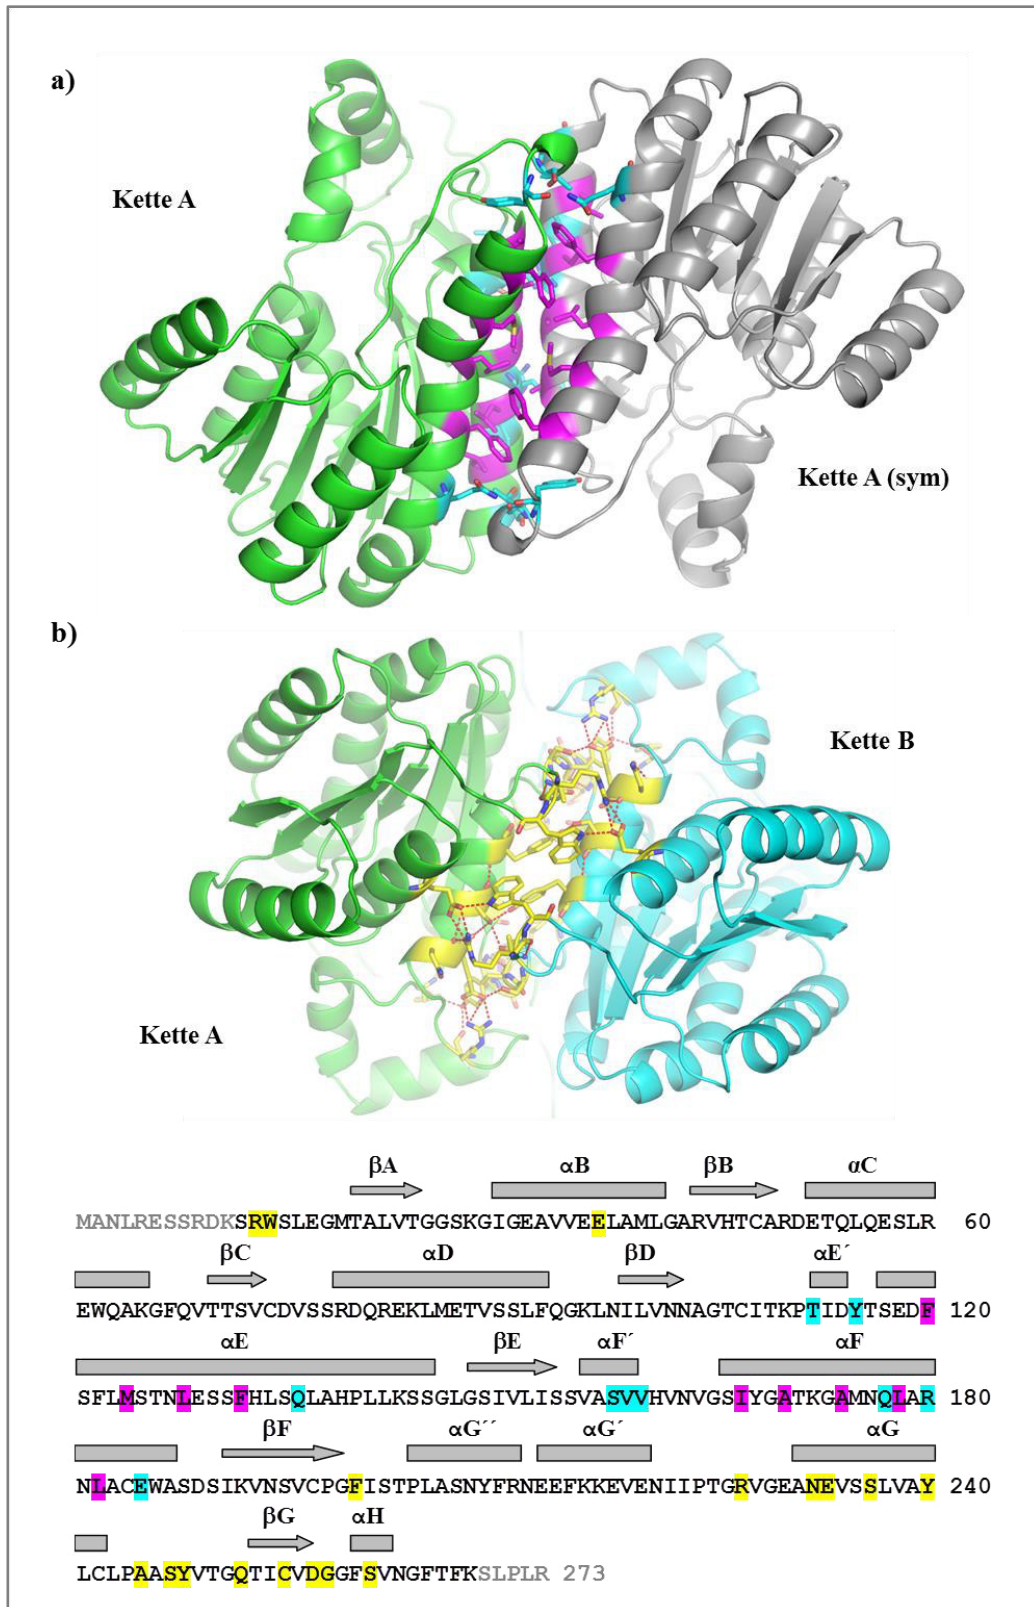 a)
Kette A
Kette A (sym)
b)
Kette B
Kette A
βA αB βB αC
MANLRESSRDKSRWSLEGMTALVTGGSKGIGEAVVEELAMLGARVHTCARDETQLQESLR 60
βC αD βD αE´
EWQAKGFQVTTSVCDVSSRDQREKLMETVSSLFQGKLNILVNNAGTCITKPTIDYTSEDF 120
αE βE αF´ αF
SFLMSTNLESSFHLSQLAHPLLKSSGLGSIVLISSVASVVHVNVGSIYGATKGAMNQLAR 180
βF αG´´ αG´ αG
NLACEWASDSIKVNSVCPGFISTPLASNYFRNEEFKKEVENIIPTGRVGEANEVSSLVAY 240
βG αH
LCLPAASYVTGQTICVDGGFSVNGFTFKSLPLR 273